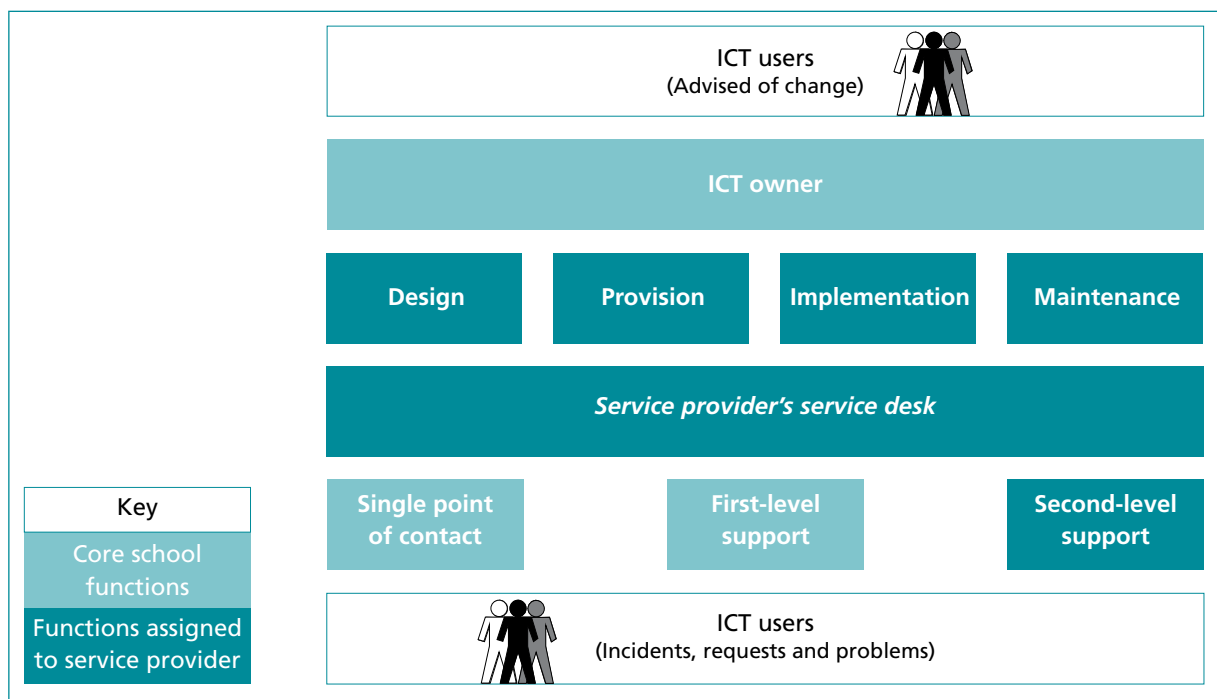 ICT users
(Advised of change)
ICT owner
Design
Provision
Implementation
Maintenance
Service provider’s service desk
Single point
of contact
First-level
support
Second-level
support
Key
Core school
functions
Functions assigned
to service provider
ICT users
(Incidents, requests and problems)